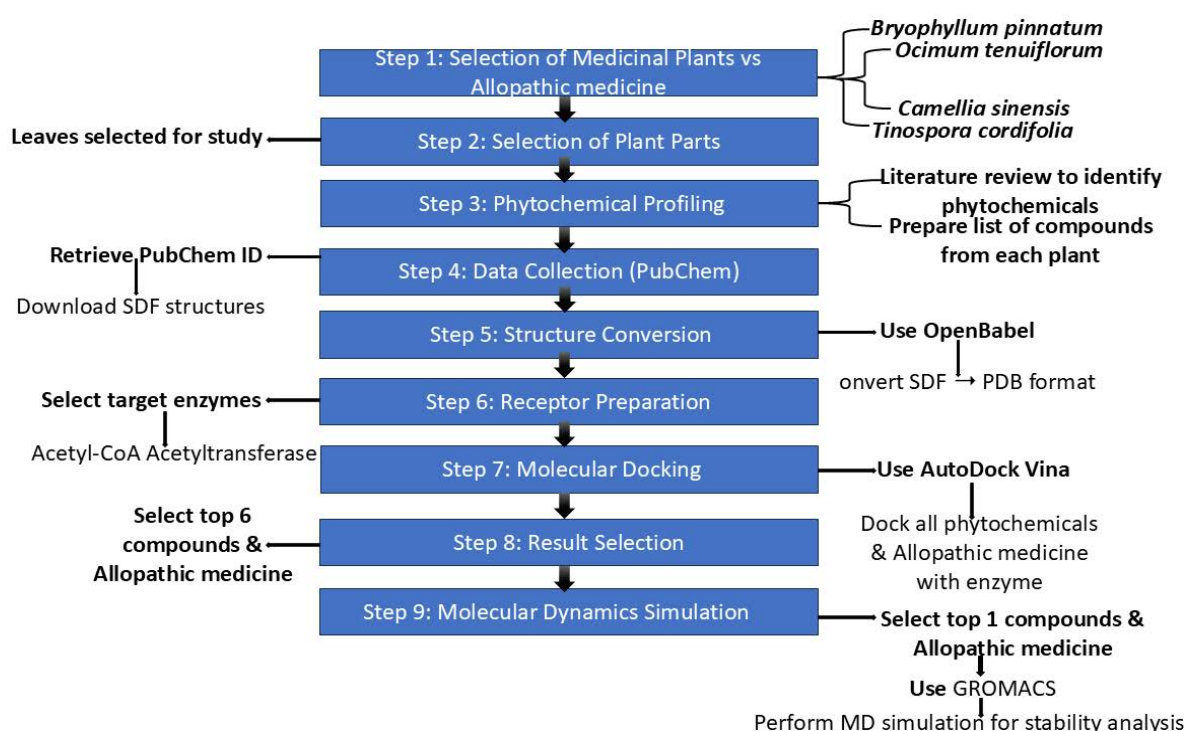 Bryophyllum pinnatum
Ocimum tenuiflorum
Step 1: Selection of Medicinal Plants vs
Allopathic medicine
Camellia sinensis
Tinospora cordifolia
Leaves selected for study
Step 2: Selection of Plant Parts
Step 3: Phytochemical Profiling
Literature review to identify
phytochemicals
Prepare list of compounds
from each plant
Retrieve PubChem ID
Download SDF structures
Step 4: Data Collection (PubChem)
Step 5: Structure Conversion
Use OpenBabel
onvert SDF → PDB format
Select target enzymes
Acetyl-CoA Acetyltransferase
Step 6: Receptor Preparation
Step 7: Molecular Docking
Use AutoDock Vina
Dock all phytochemicals
& Allopathic medicine
with enzyme
Select top 6
compounds &
Allopathic medicine
Step 8: Result Selection
Step 9: Molecular Dynamics Simulation
Select top 1 compounds &
Allopathic medicine
Use GROMACS
Perform MD simulation for stability analysis